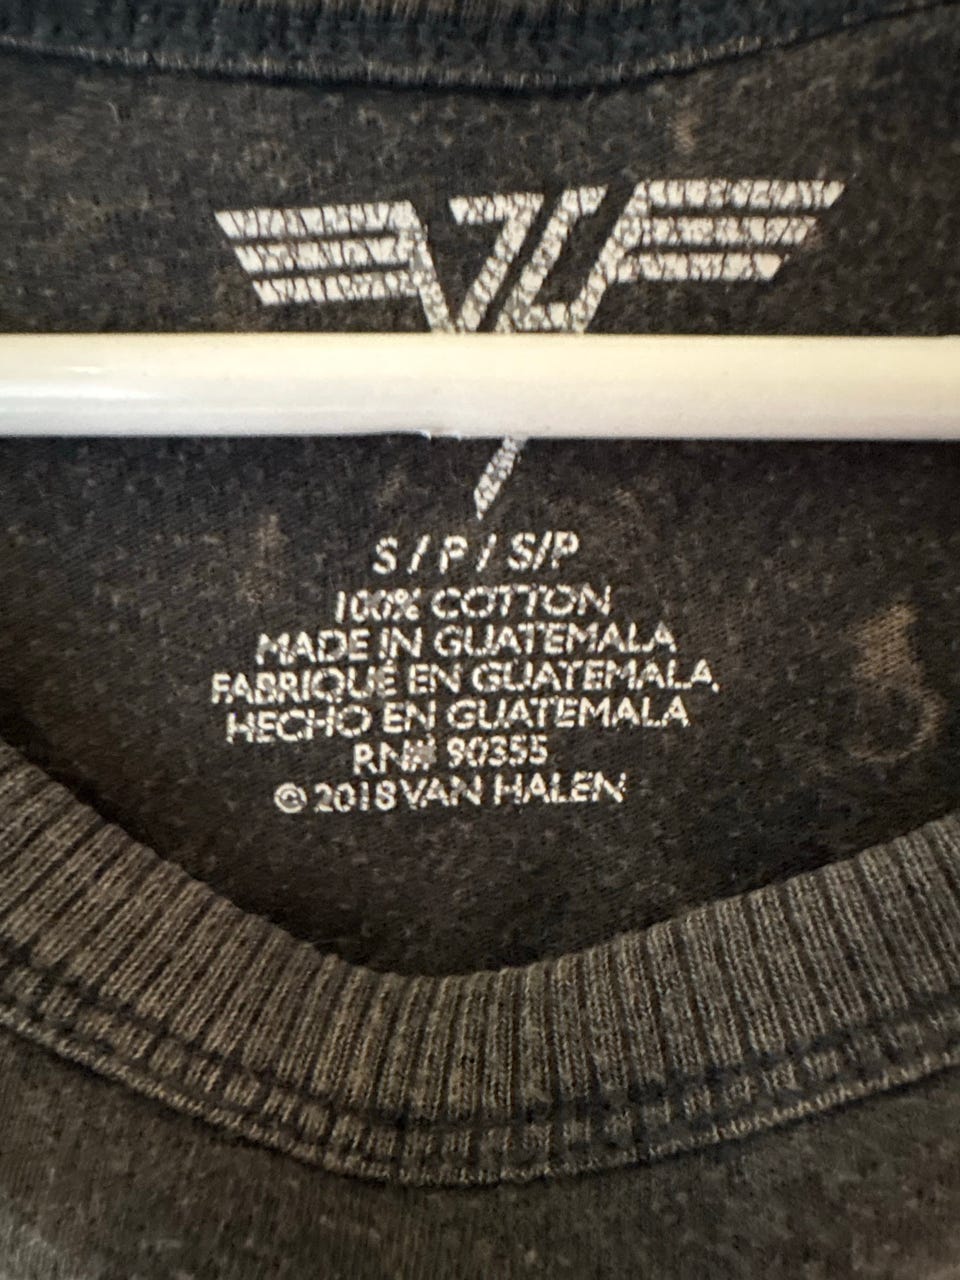 S / P / S/P
100% COTTON
MADE IN GUATEMALA
FABRIQUÉ EN GUATEMALA
HECHO EN GUATEMALA
RN# 90355
© 2018 VAN HALEN